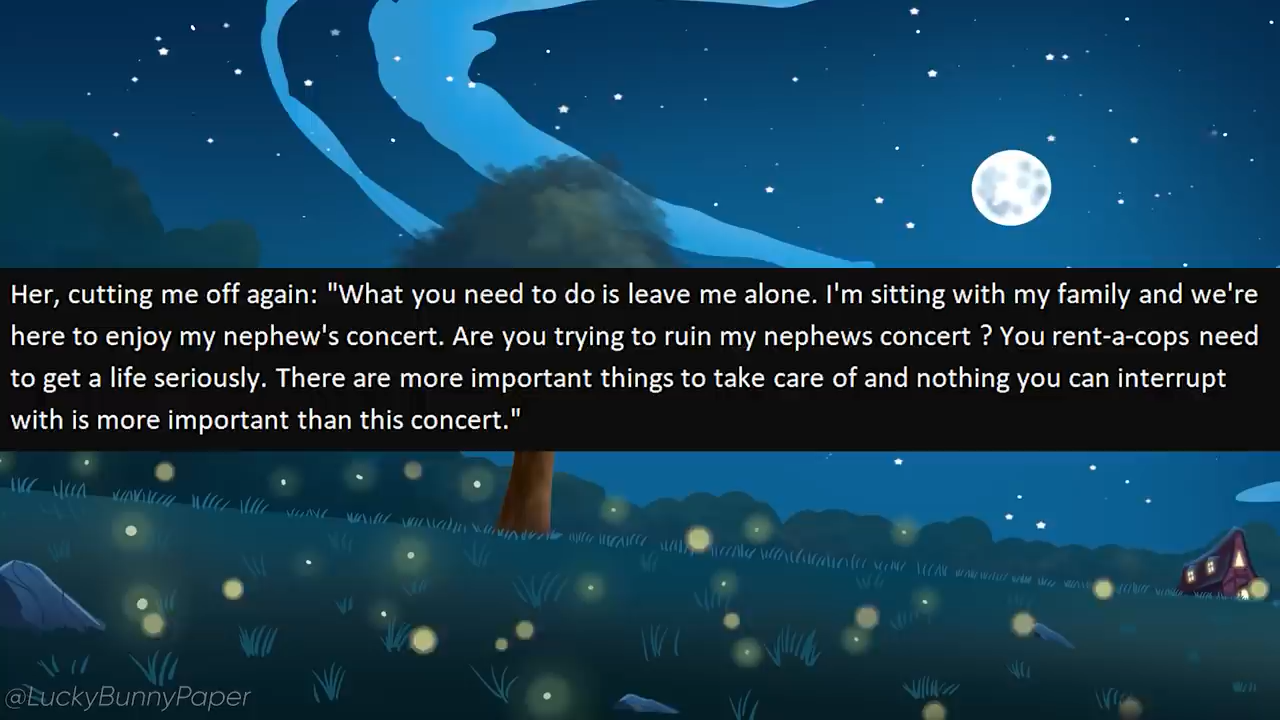 Her, cutting me off again: "What you need to do is leave me alone. I'm sitting with my family and we're
here to enjoy my nephew's concert. Are you trying to ruin my nephews concert ? You rent-a-cops need
to get a life seriously. There are more important things to take care of and nothing you can interrupt
with is more important than this concert."
@LuckyBunnyPaper